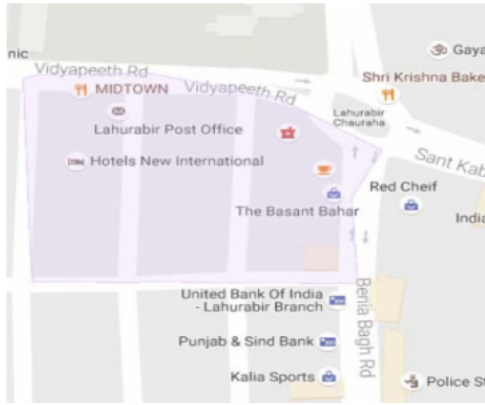 nic
Gaya
Vidyapeeth Rd
Shri Krishna Bake
MIDTOWN
Vidyapeeth Rd
Lahurabir Post Office
Lahurabir
Chauraha
Hotels New International
Sant Kab
Red Cheif
The Basant Bahar
India
United Bank Of India
- Lahurabir Branch
Benia Bagh Rd
Punjab & Sind Bank
Kalia Sports
Police St